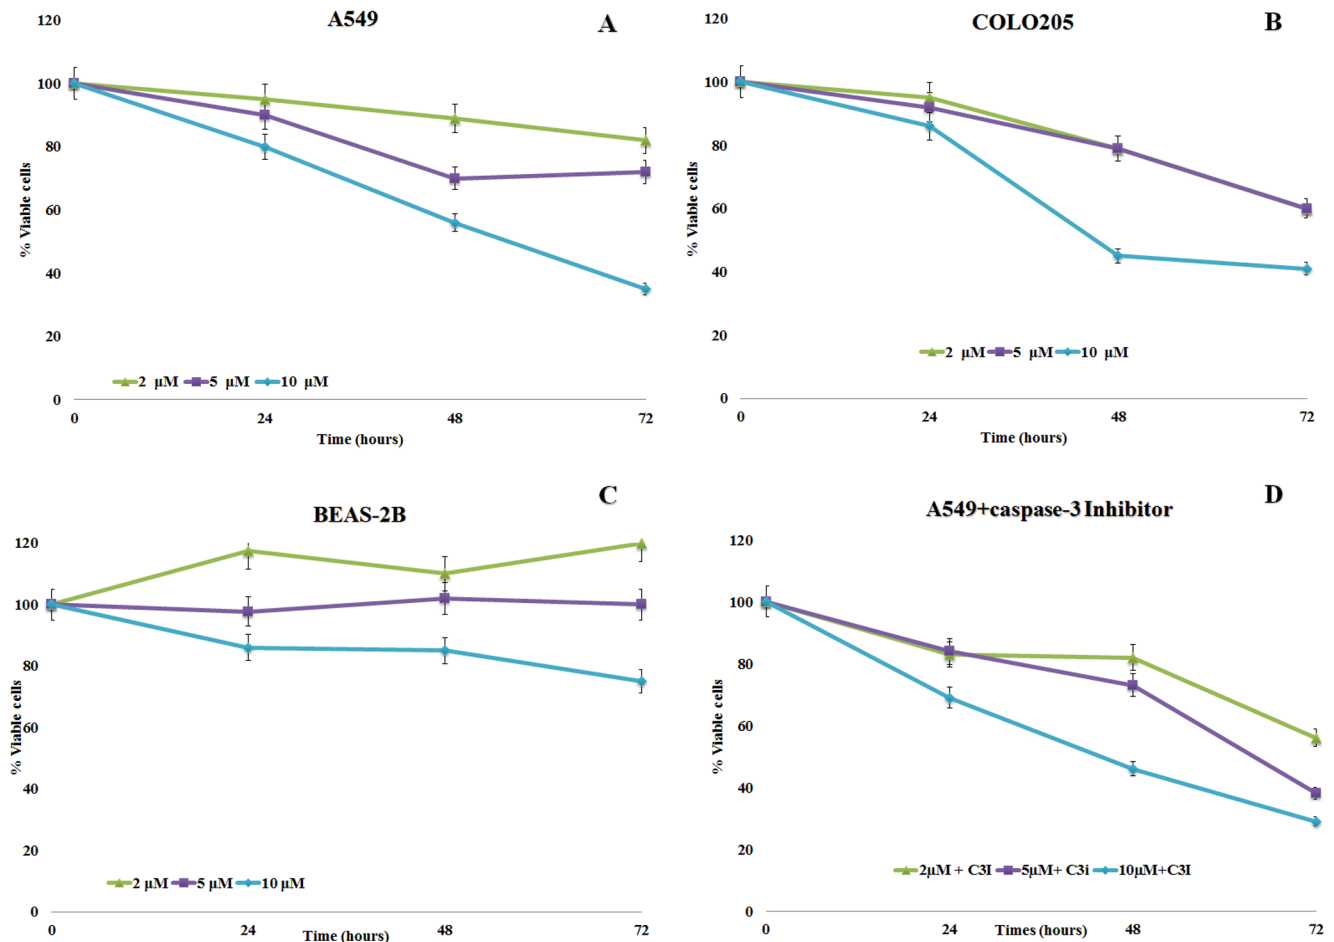 A549
A
120
100
80
60
40
20
0
% Viable cells
2 μM 5 μM 10 μM
0 24 48 72
Time (hours)
COLO205
B
120
100
80
60
40
20
0
% Viable cells
2 μM 5 μM 10 μM
0 24 48 72
Time (hours)
BEAS-2B
C
120
100
80
60
40
20
0
% Viable cells
2 μM 5 μM 10 μM
0 24 48 72
Time (hours)
A549+caspase-3 Inhibitor
D
120
100
80
60
40
20
0
% Viable cells
2μM + C3I 5μM+ C3i 10μM+C3I
0 24 48 72
Times (hours)